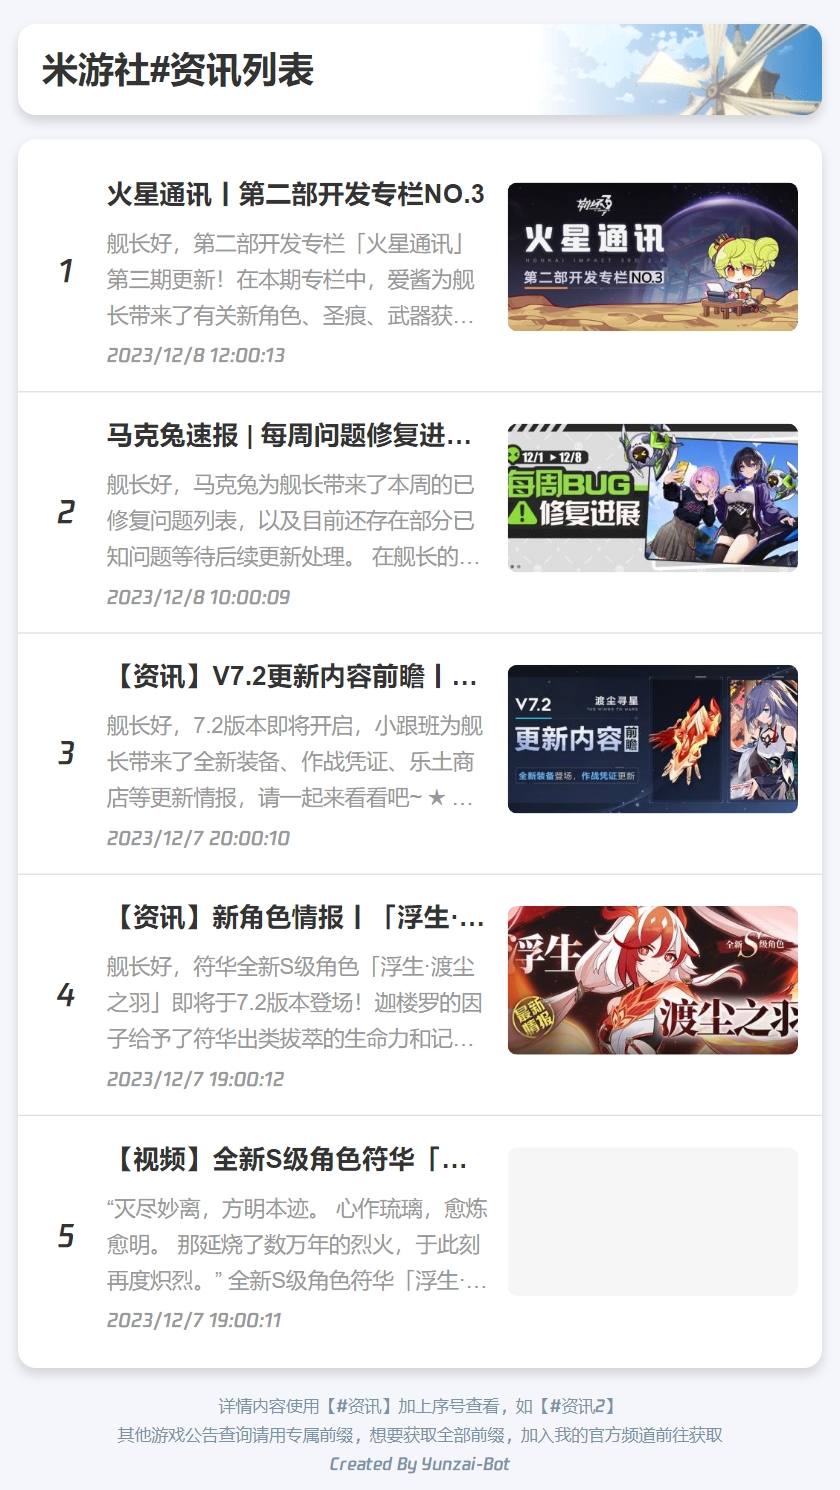 米游社#资讯列表
1
火星通讯丨第二部开发专栏NO.3
舰长好，第二部开发专栏「火星通讯」
第三期更新！在本期专栏中，爱酱为舰
长带来了有关新角色、圣痕、武器获…
2023/12/8 12:00:13
崩坏3
火星通讯
HONKAI IMPACT 3RD 2.0
第二部开发专栏 NO.3
2
马克兔速报 | 每周问题修复进…
舰长好，马克兔为舰长带来了本周的已
修复问题列表，以及目前还存在部分已
知问题等待后续更新处理。 在舰长的…
2023/12/8 10:00:09
12/1 ▶ 12/8
每周BUG
修复进展
3
【资讯】V7.2更新内容前瞻丨…
舰长好，7.2版本即将开启，小跟班为舰
长带来了全新装备、作战凭证、乐土商
店等更新情报，请一起来看看吧~ ★ …
2023/12/7 20:00:10
V7.2
渡尘寻星
更新内容前瞻
全新装备登场，作战凭证更新
4
【资讯】新角色情报丨「浮生·…
舰长好，符华全新S级角色「浮生·渡尘
之羽」即将于7.2版本登场！迦楼罗的因
子给予了符华出类拔萃的生命力和记…
2023/12/7 19:00:12
浮生
全新S级角色
最新
情报
渡尘之羽
5
【视频】全新S级角色符华「…
“灭尽妙离，方明本迹。 心作琉璃，愈炼
愈明。 那延烧了数万年的烈火，于此刻
再度炽烈。” 全新S级角色符华「浮生·…
2023/12/7 19:00:11
详情内容使用【#资讯】加上序号查看，如【#资讯2】
其他游戏公告查询请用专属前缀，想要获取全部前缀，加入我的官方频道前往获取
Created By Yunzai-Bot